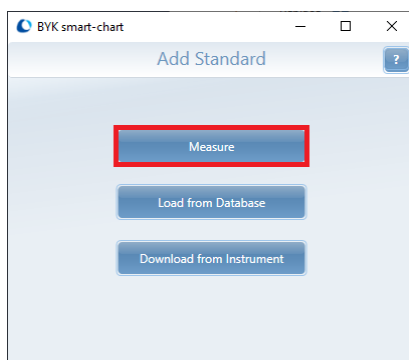 BYK smart-chart
Add Standard
?
Measure
Load from Database
Download from Instrument